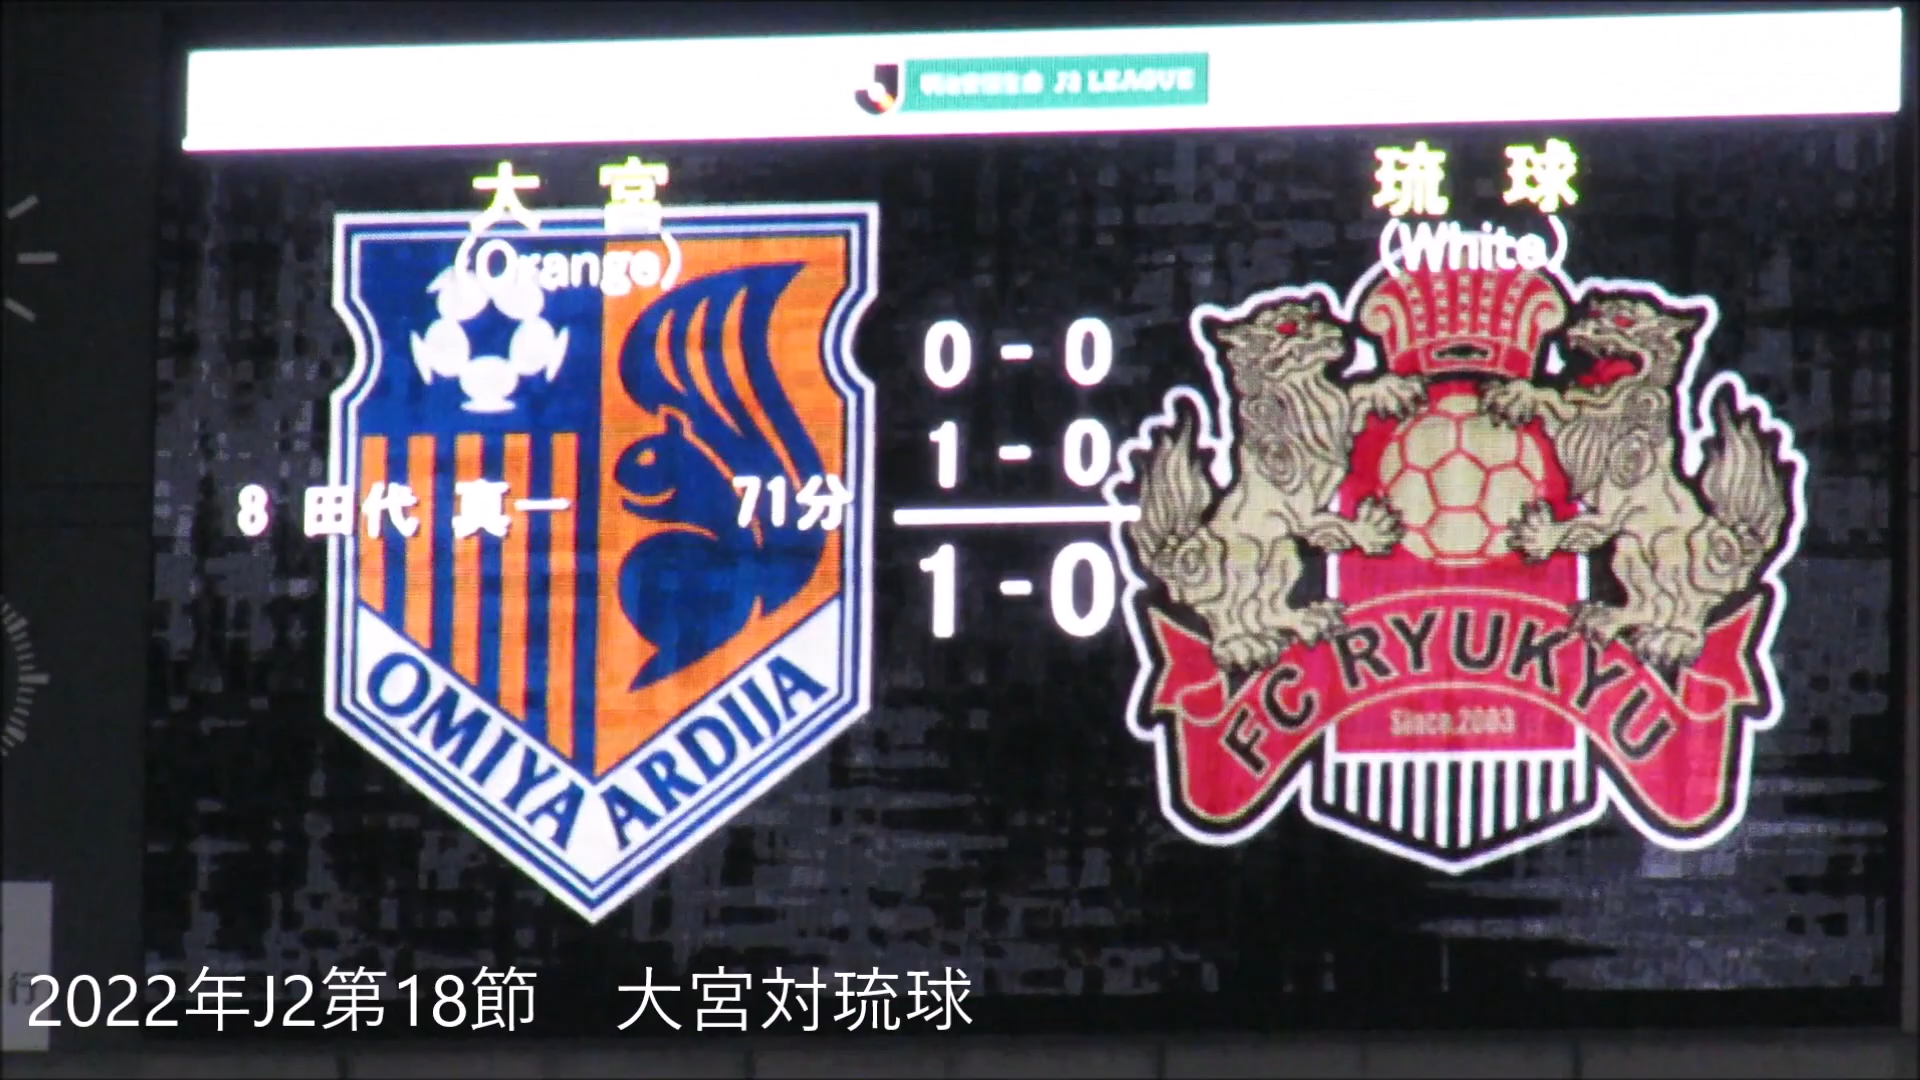 J2 LEAGUE
大宮 琉球
(Orange) (White)
0 - 0
1 - 0
8 田代 真一 71分
1 - 0
OMIYA ARDIJA
FC RYUKYU
Since.2003
2022年J2第18節 大宮対琉球